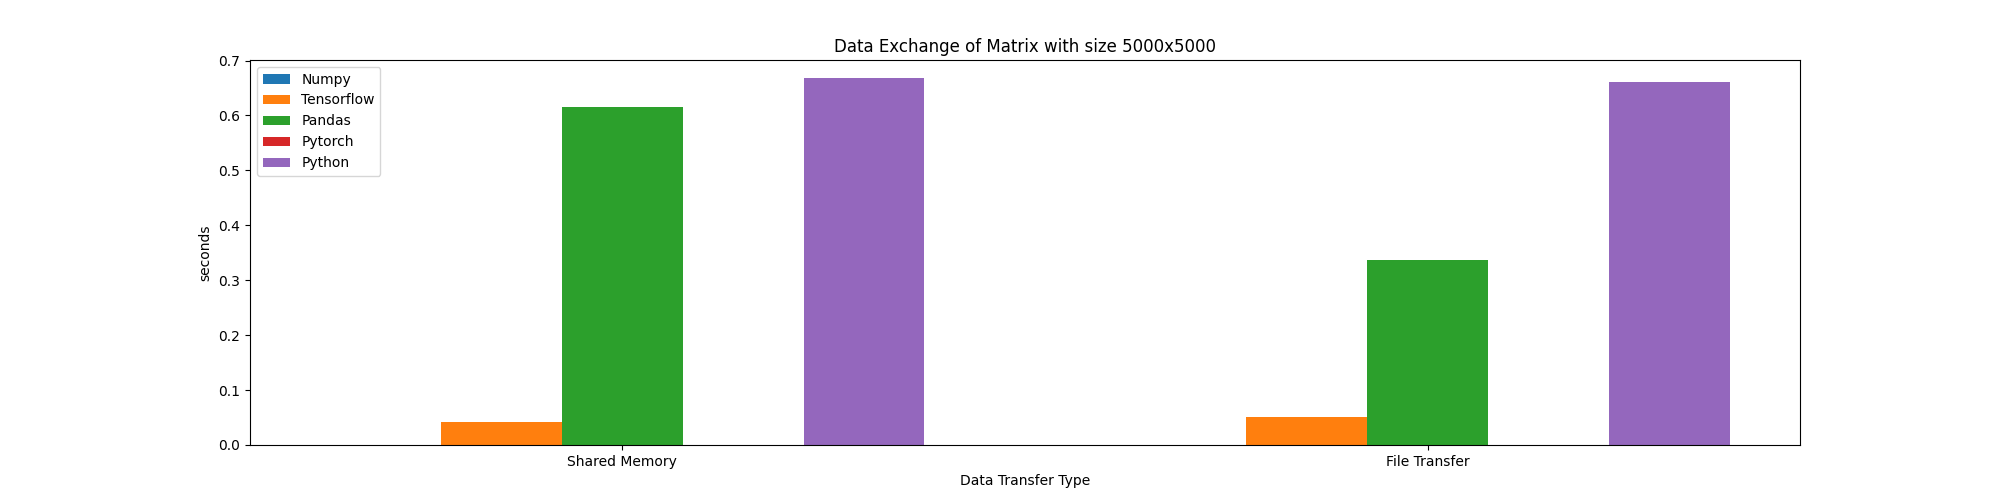 Data Exchange of Matrix with size 5000x5000
0.7
0.6
0.5
0.4
0.3
0.2
0.1
0.0
seconds
Numpy
Tensorflow
Pandas
Pytorch
Python
Shared Memory
File Transfer
Data Transfer Type